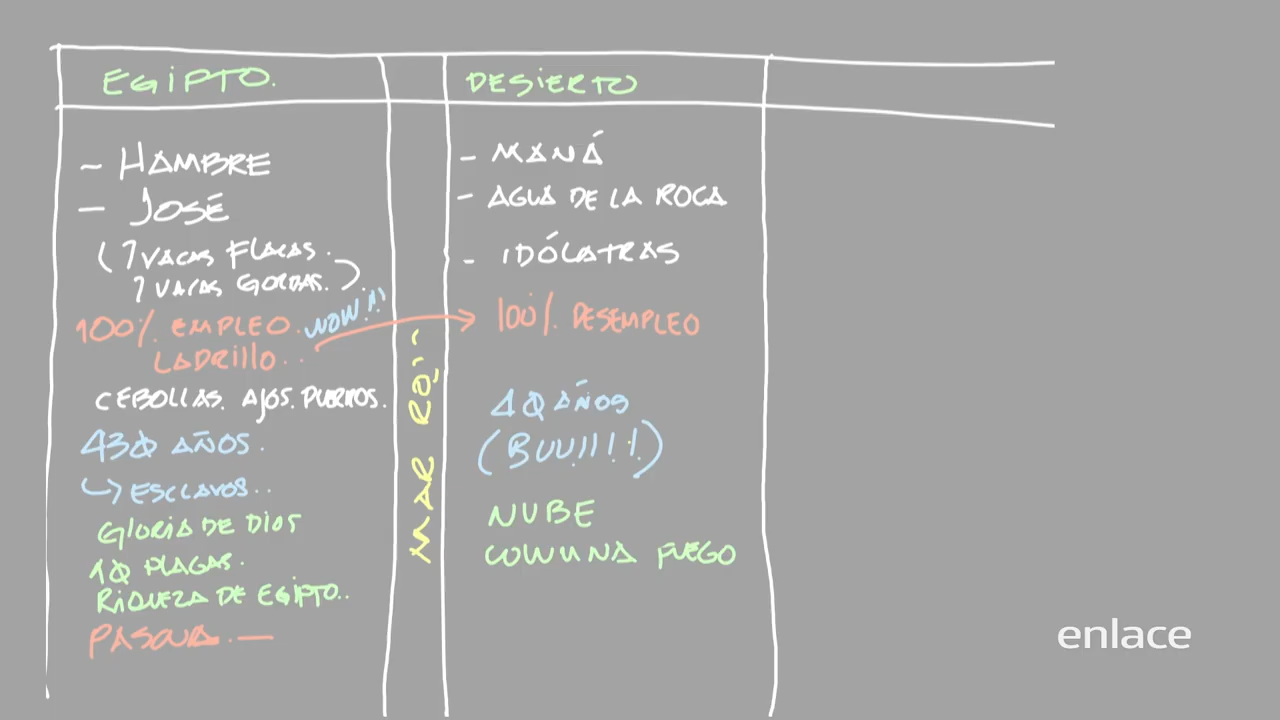 EGIPTO.
- HAMBRE
- JOSÉ
(7 VACAS FLACAS.
7 VACAS GORDAS.)
100% EMPLEO. WOW!!
LADRILLO..
CEBOLLAS. AJOS. PUERROS.
430 AÑOS.
↳ ESCLAVOS..
GLORIA DE DIOS
10 PLAGAS.
RIQUEZA DE EGIPTO..
PASCUA.—
MAR ROJO
DESIERTO
- MANÁ
- AGUA DE LA ROCA
- IDÓLATRAS
100% DESEMPLEO
40 AÑOS
(BUU!!!!)
NUBE
COLUMNA FUEGO
enlace